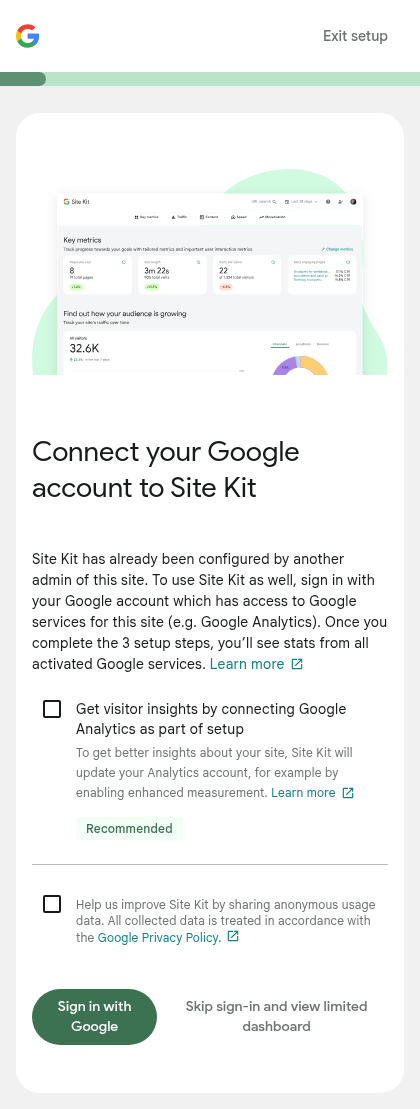 Exit setup
Site Kit
Key metrics Traffic Content Speed Monetization
Key metrics
Track progress towards your goals with tailored metrics and important user interaction metrics
Change metrics
8
3m 22s
22
Find out how your audience is growing
Track your site's traffic over time
All visitors
32.6K
Connect your Google
account to Site Kit
Site Kit has already been configured by another
admin of this site. To use Site Kit as well, sign in with
your Google account which has access to Google
services for this site (e.g. Google Analytics). Once you
complete the 3 setup steps, you’ll see stats from all
activated Google services. Learn more
Get visitor insights by connecting Google
Analytics as part of setup
To get better insights about your site, Site Kit will
update your Analytics account, for example by
enabling enhanced measurement. Learn more
Recommended
Help us improve Site Kit by sharing anonymous usage
data. All collected data is treated in accordance with
the Google Privacy Policy.
Sign in with
Google
Skip sign-in and view limited
dashboard